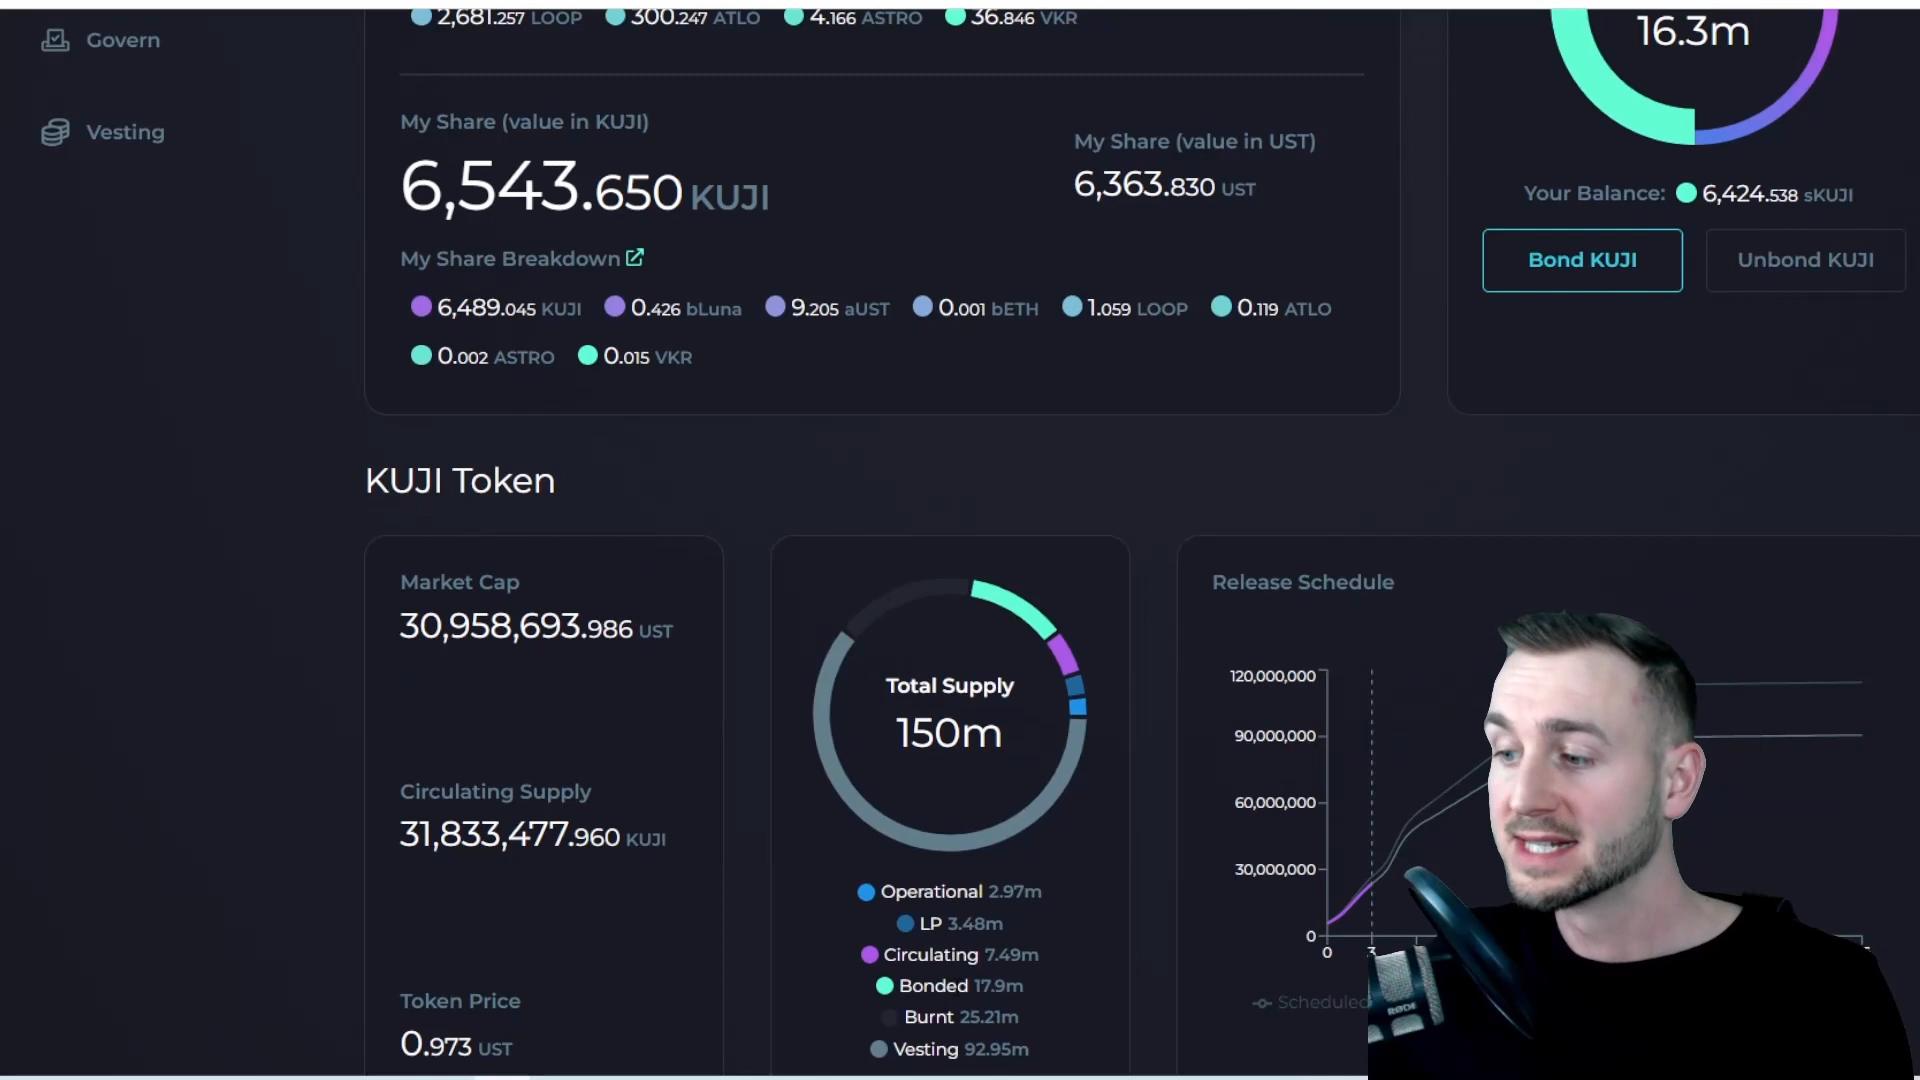 2,681.257 LOOP 300.247 ATLO 4.166 ASTRO 36.846 VKR
16.3m
Govern
Vesting
My Share (value in KUJI)
6,543.650 KUJI
My Share (value in UST)
6,363.830 UST
My Share Breakdown
6,489.045 KUJI 0.426 bLuna 9.205 aUST 0.001 bETH 1.059 LOOP 0.119 ATLO
0.002 ASTRO 0.015 VKR
Your Balance: 6,424.538 sKUJI
Bond KUJI Unbond KUJI
KUJI Token
Market Cap
30,958,693.986 UST
Circulating Supply
31,833,477.960 KUJI
Token Price
0.973 UST
Total Supply
150m
Operational 2.97m
LP 3.48m
Circulating 7.49m
Bonded 17.9m
Burnt 25.21m
Vesting 92.95m
Release Schedule
120,000,000
90,000,000
60,000,000
30,000,000
0
0 3
Scheduled
RØDE